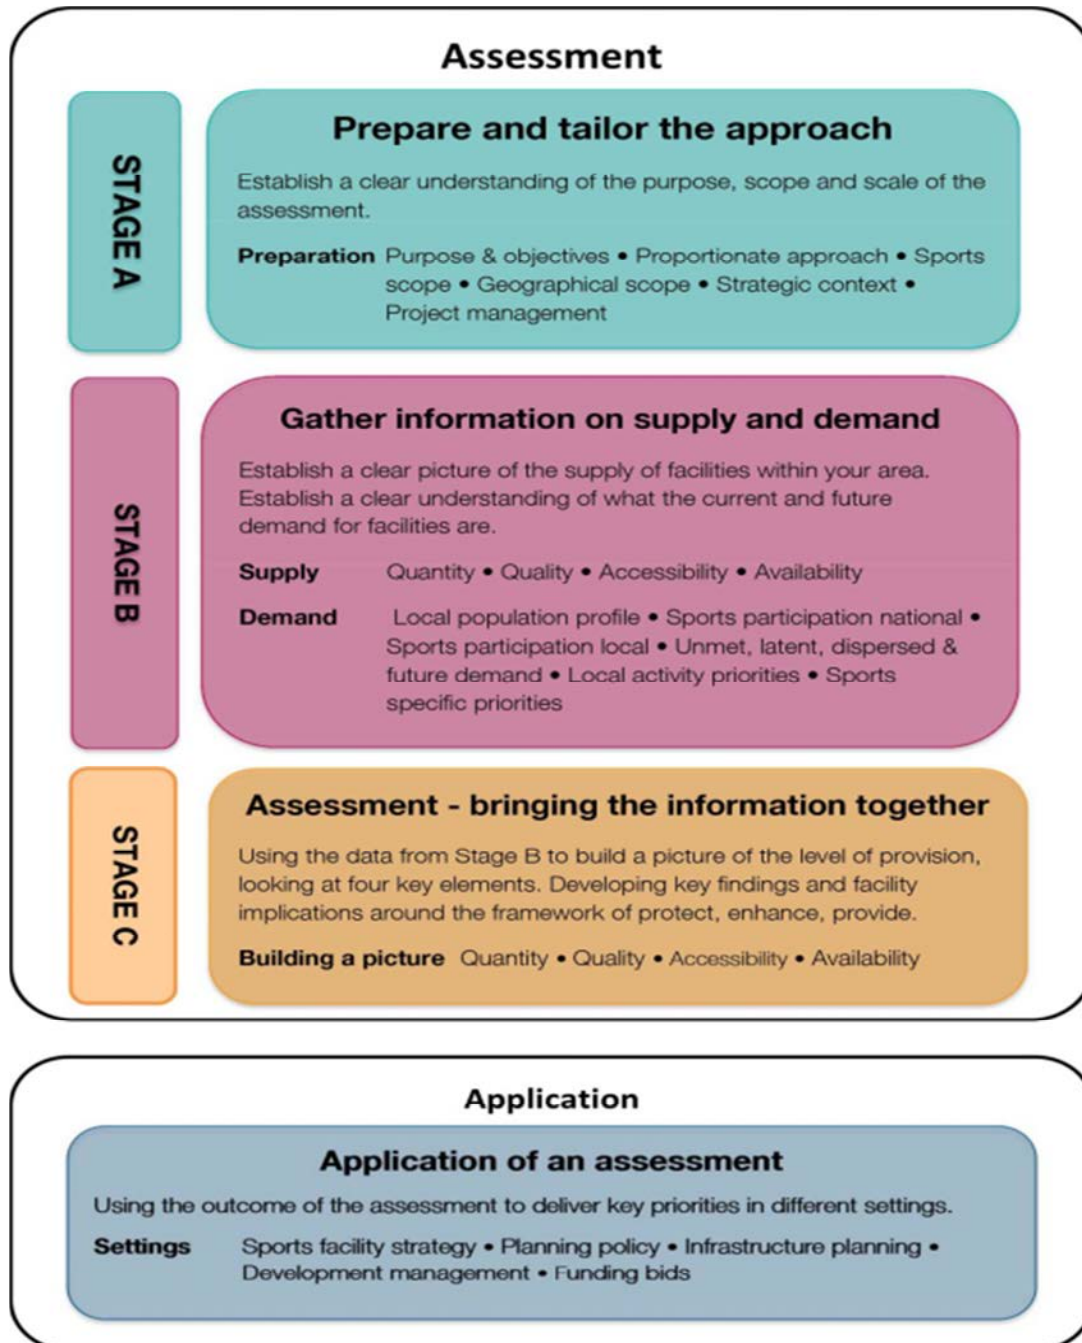 Assessment
STAGE A
Prepare and tailor the approach
Establish a clear understanding of the purpose, scope and scale of the
assessment.
Preparation Purpose & objectives • Proportionate approach • Sports
scope • Geographical scope • Strategic context •
Project management
STAGE B
Gather information on supply and demand
Establish a clear picture of the supply of facilities within your area.
Establish a clear understanding of what the current and future
demand for facilities are.
Supply Quantity • Quality • Accessibility • Availability
Demand Local population profile • Sports participation national •
Sports participation local • Unmet, latent, dispersed &
future demand • Local activity priorities • Sports
specific priorities
STAGE C
Assessment - bringing the information together
Using the data from Stage B to build a picture of the level of provision,
looking at four key elements. Developing key findings and facility
implications around the framework of protect, enhance, provide.
Building a picture Quantity • Quality • Accessibility • Availability
Application
Application of an assessment
Using the outcome of the assessment to deliver key priorities in different settings.
Settings Sports facility strategy • Planning policy • Infrastructure planning •
Development management • Funding bids